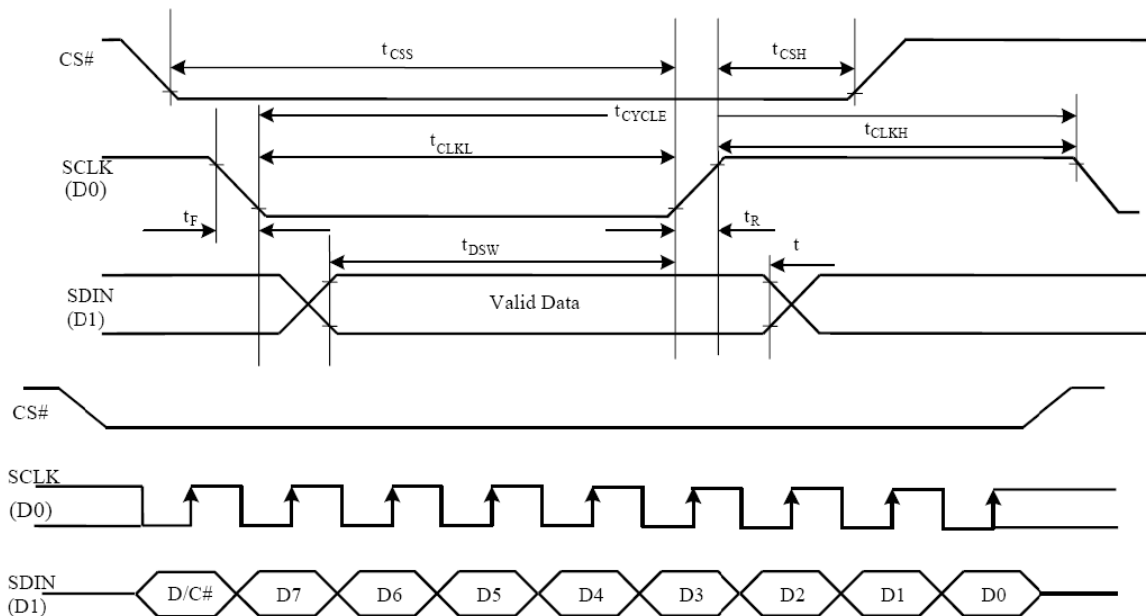 CS#
tCSS
tCSH
tCYCLE
tCLKL
tCLKH
SCLK
(D0)
tF
tR
tDSW
t
SDIN
(D1)
Valid Data
CS#
SCLK
(D0)
SDIN
(D1)
D/C# D7 D6 D5 D4 D3 D2 D1 D0